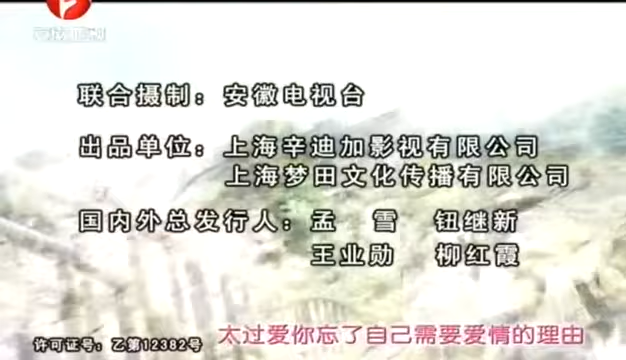 安徽卫视
联合摄制：安徽电视台
出品单位：上海辛迪加影视有限公司
上海梦田文化传播有限公司
国内外总发行人：孟 雪 钮继新
王业勋 柳红霞
许可证号：乙第12382号
太过爱你忘了自己需要爱情的理由